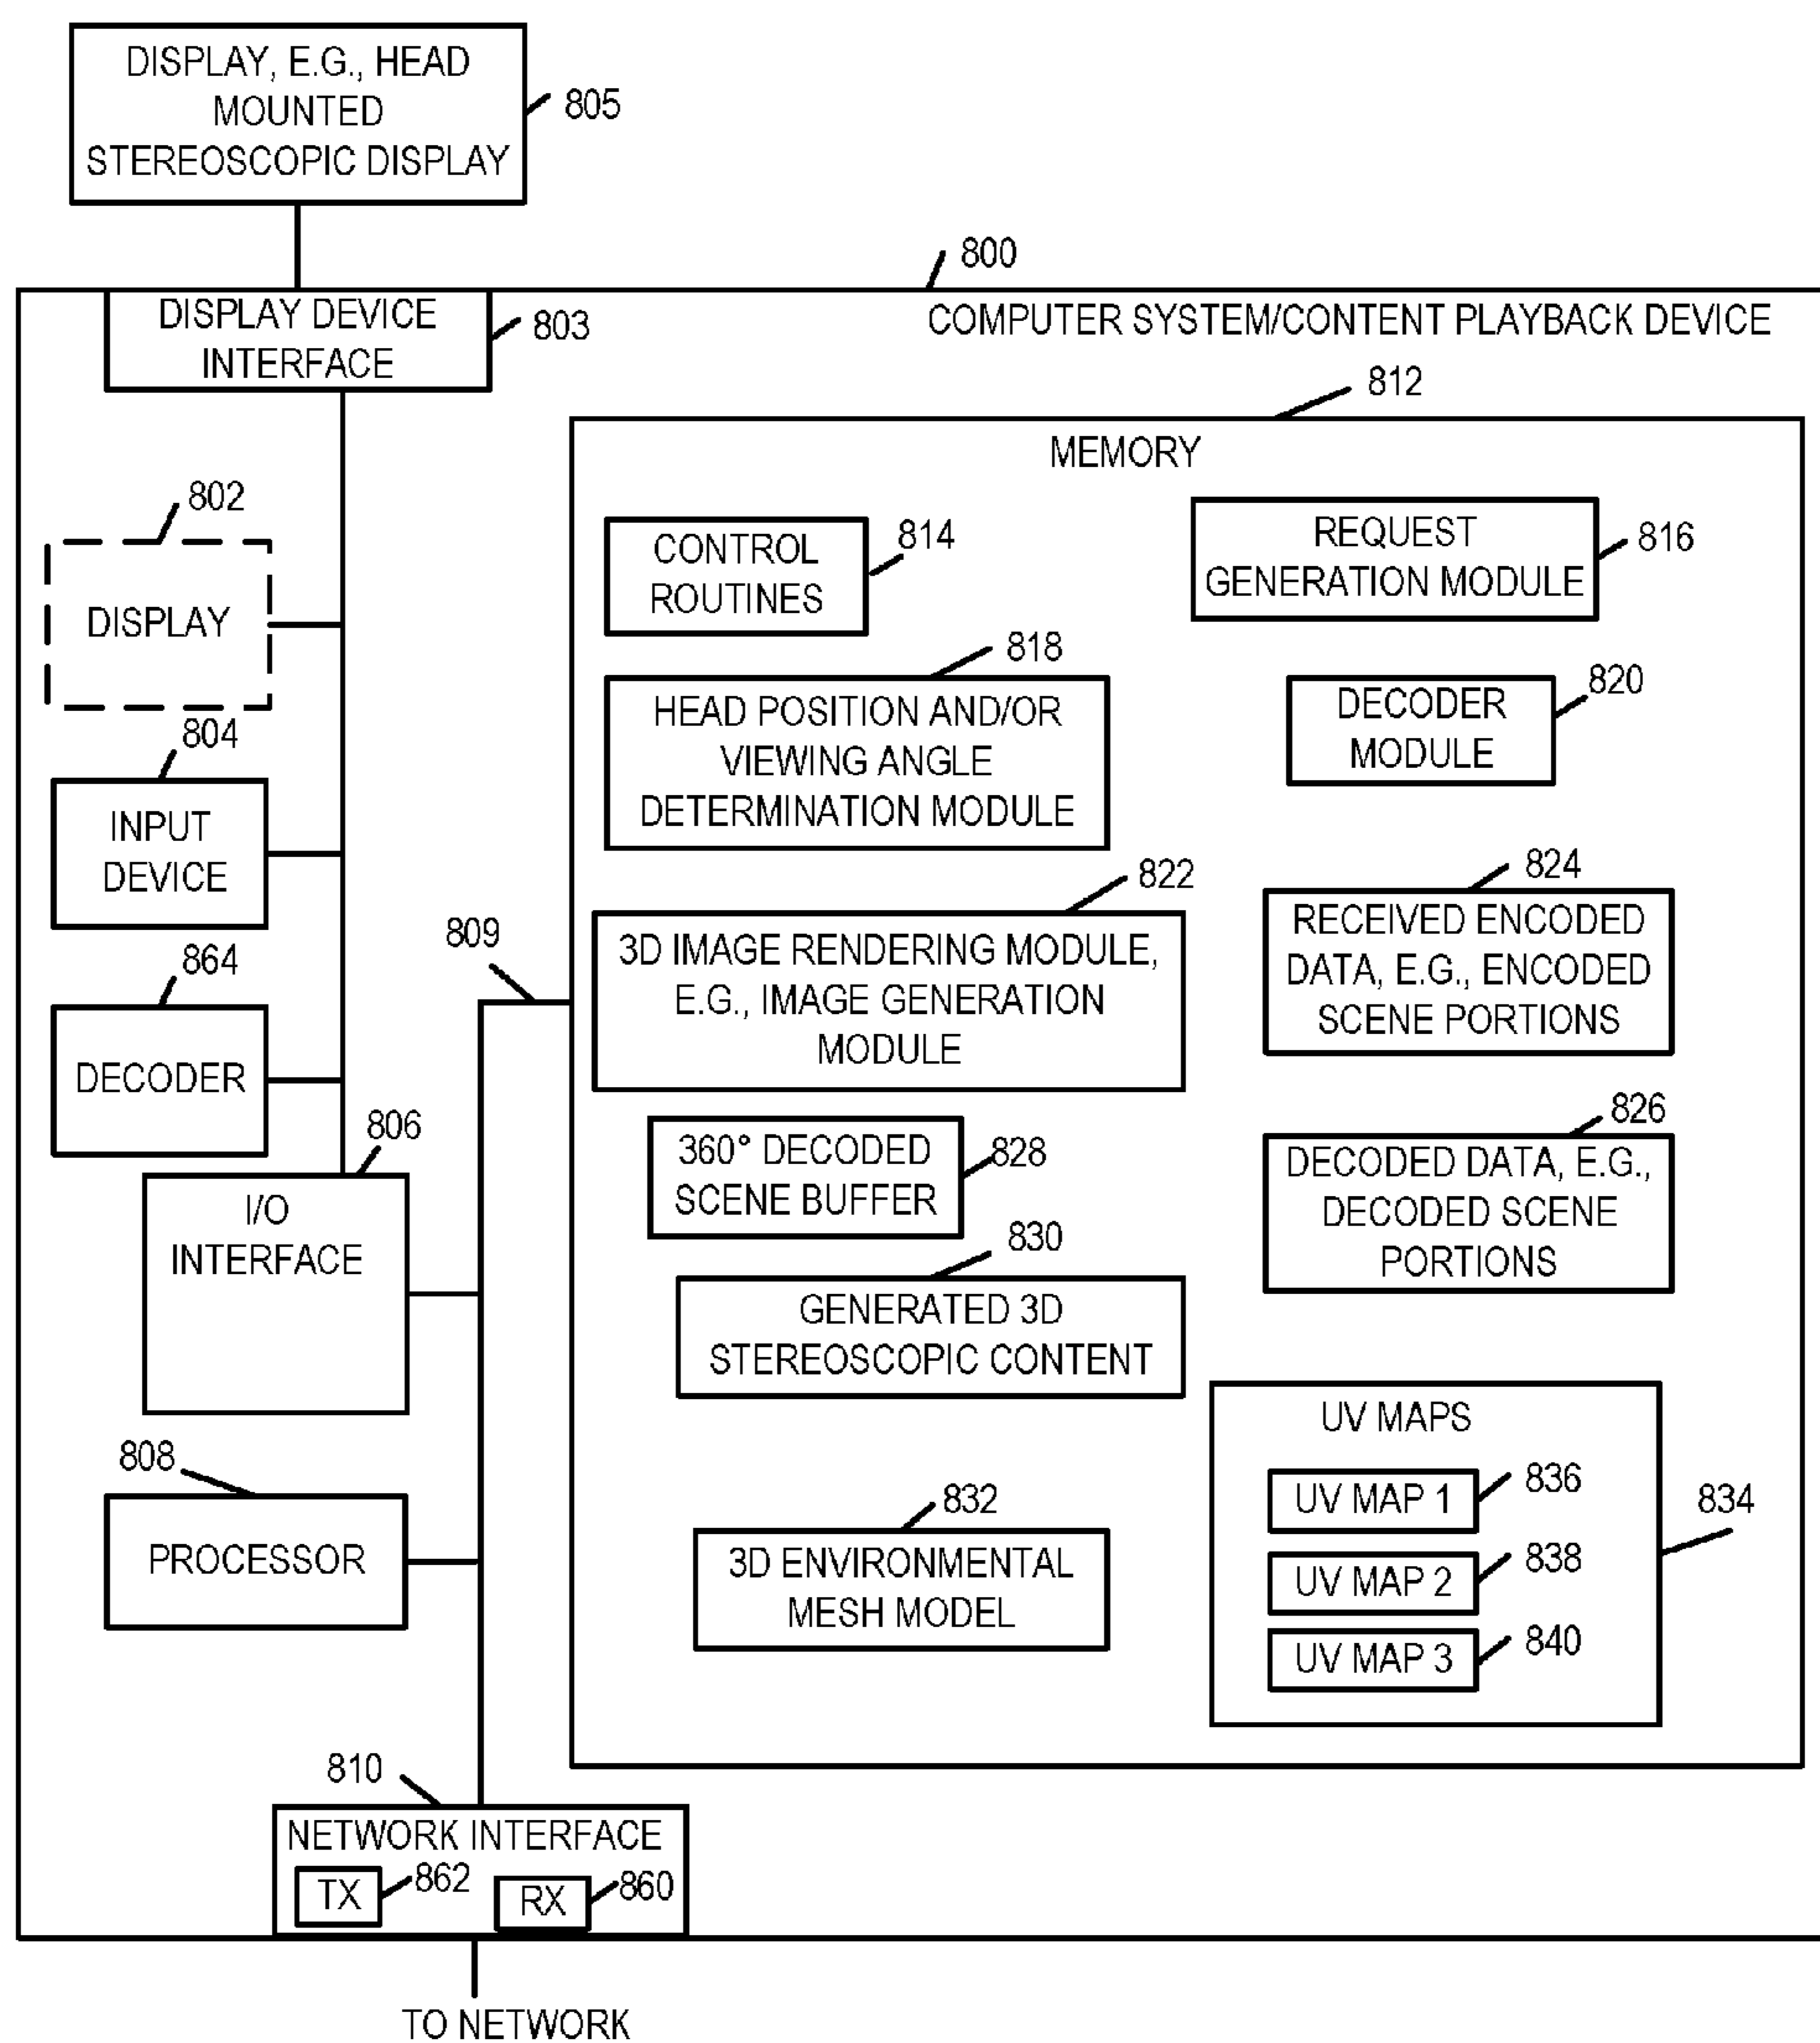 DISPLAY, E.G., HEAD
MOUNTED
STEREOSCOPIC DISPLAY
805
800
DISPLAY DEVICE
INTERFACE
803
COMPUTER SYSTEM/CONTENT PLAYBACK DEVICE
812
MEMORY
802
DISPLAY
804
INPUT
DEVICE
864
DECODER
806
I/O
INTERFACE
809
808
PROCESSOR
CONTROL
ROUTINES
814
REQUEST
GENERATION MODULE
816
818
HEAD POSITION AND/OR
VIEWING ANGLE
DETERMINATION MODULE
DECODER
MODULE
820
822
3D IMAGE RENDERING MODULE,
E.G., IMAGE GENERATION
MODULE
824
RECEIVED ENCODED
DATA, E.G., ENCODED
SCENE PORTIONS
360° DECODED
SCENE BUFFER
828
826
DECODED DATA, E.G.,
DECODED SCENE
PORTIONS
830
GENERATED 3D
STEREOSCOPIC CONTENT
832
3D ENVIRONMENTAL
MESH MODEL
UV MAPS
834
UV MAP 1
836
UV MAP 2
838
UV MAP 3
840
810
NETWORK INTERFACE
TX
862
RX
860
TO NETWORK